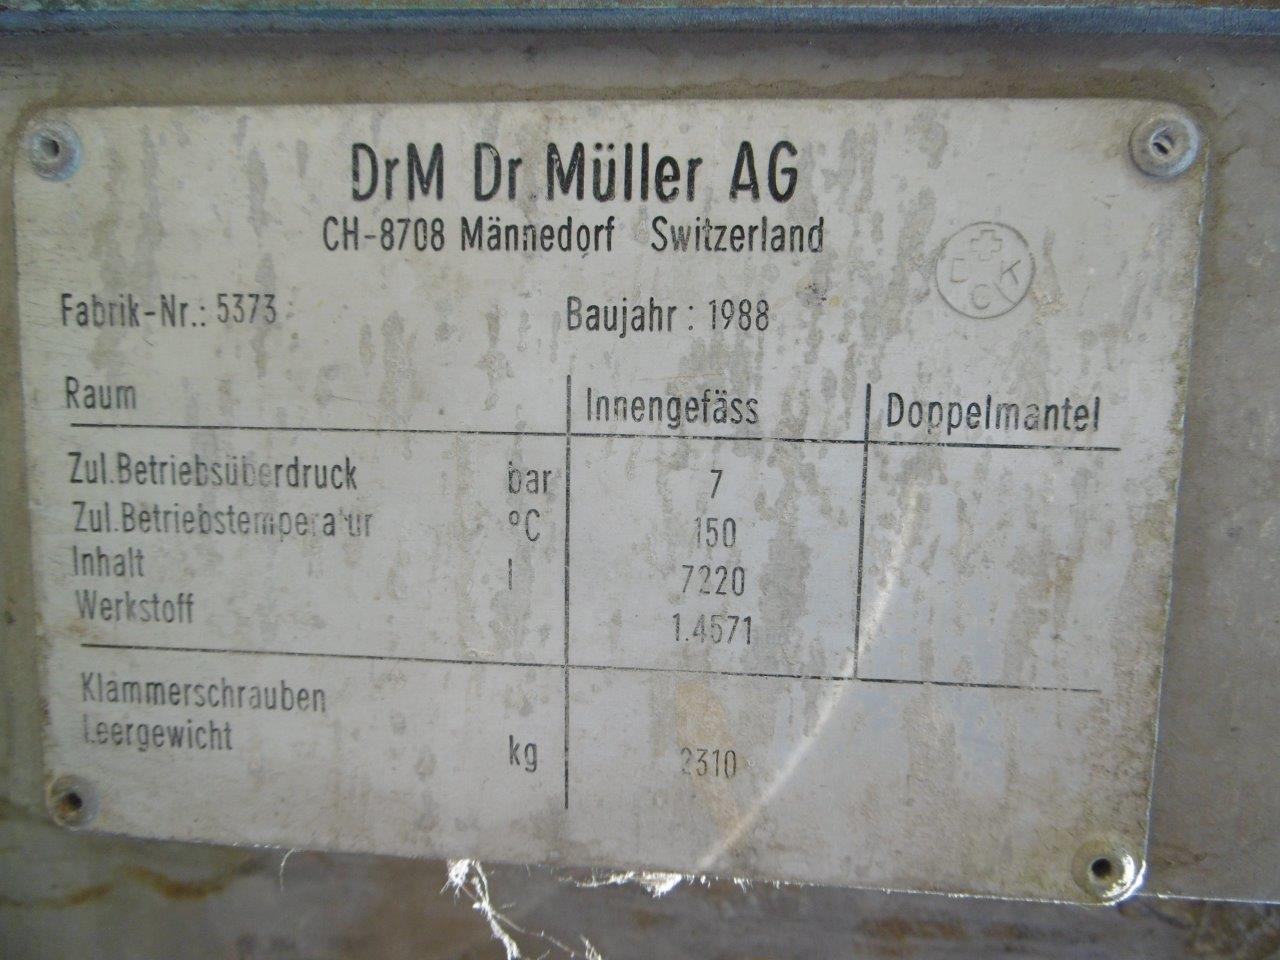 DrM Dr. Müller AG
CH-8708 Männedorf Switzerland
Fabrik-Nr.: 5373 Baujahr: 1988
Raum Innengefäss Doppelmantel
Zul.Betriebsüberdruck bar 7
Zul.Betriebstemperatur °C 150
Inhalt l 7220
Werkstoff 1.4571
Klammerschrauben
Leergewicht kg 2310